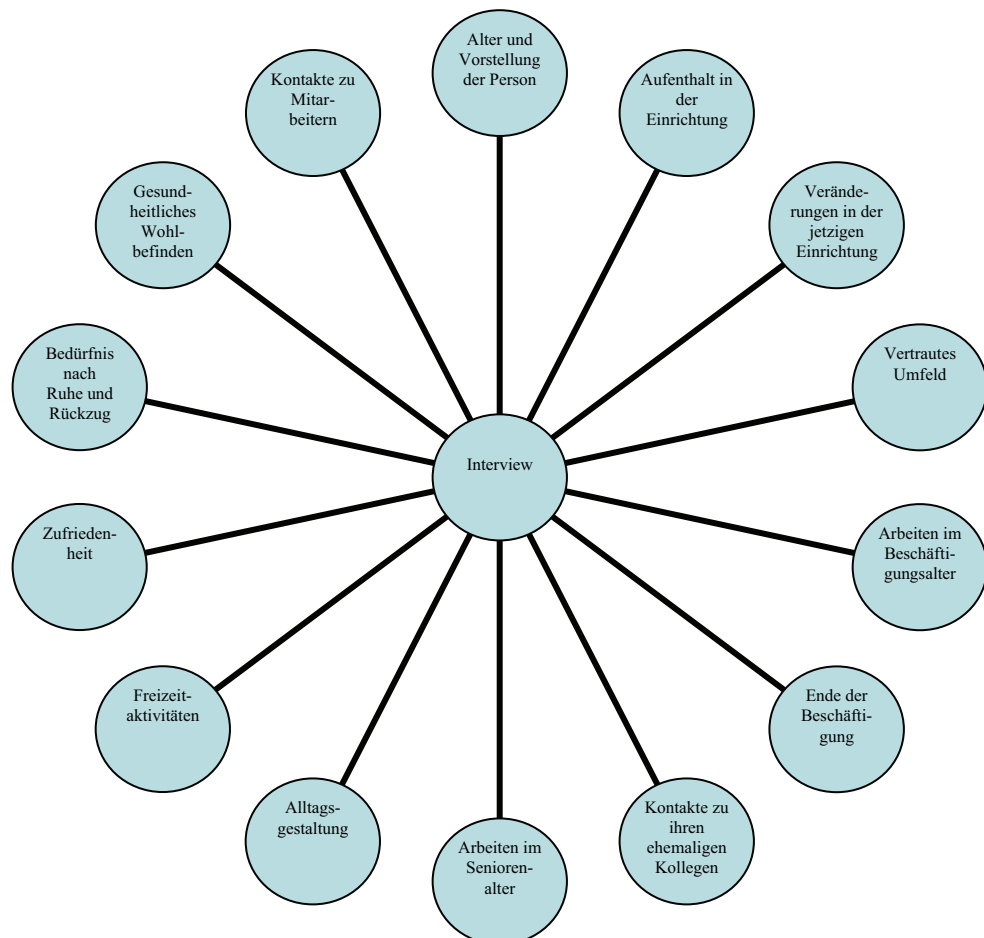 Alter und
Vorstellung
der Person
Aufenthalt in
der
Einrichtung
Verände-
rungen in der
jetzigen
Einrichtung
Vertrautes
Umfeld
Arbeiten im
Beschäfti-
gungsalter
Ende der
Beschäfti-
gung
Kontakte zu
ihren
ehemaligen
Kollegen
Arbeiten im
Senioren-
alter
Alltags-
gestaltung
Freizeit-
aktivitäten
Zufrieden-
heit
Bedürfnis
nach
Ruhe und
Rückzug
Gesund-
heitliches
Wohl-
befinden
Kontakte zu
Mitar-
beitern
Interview